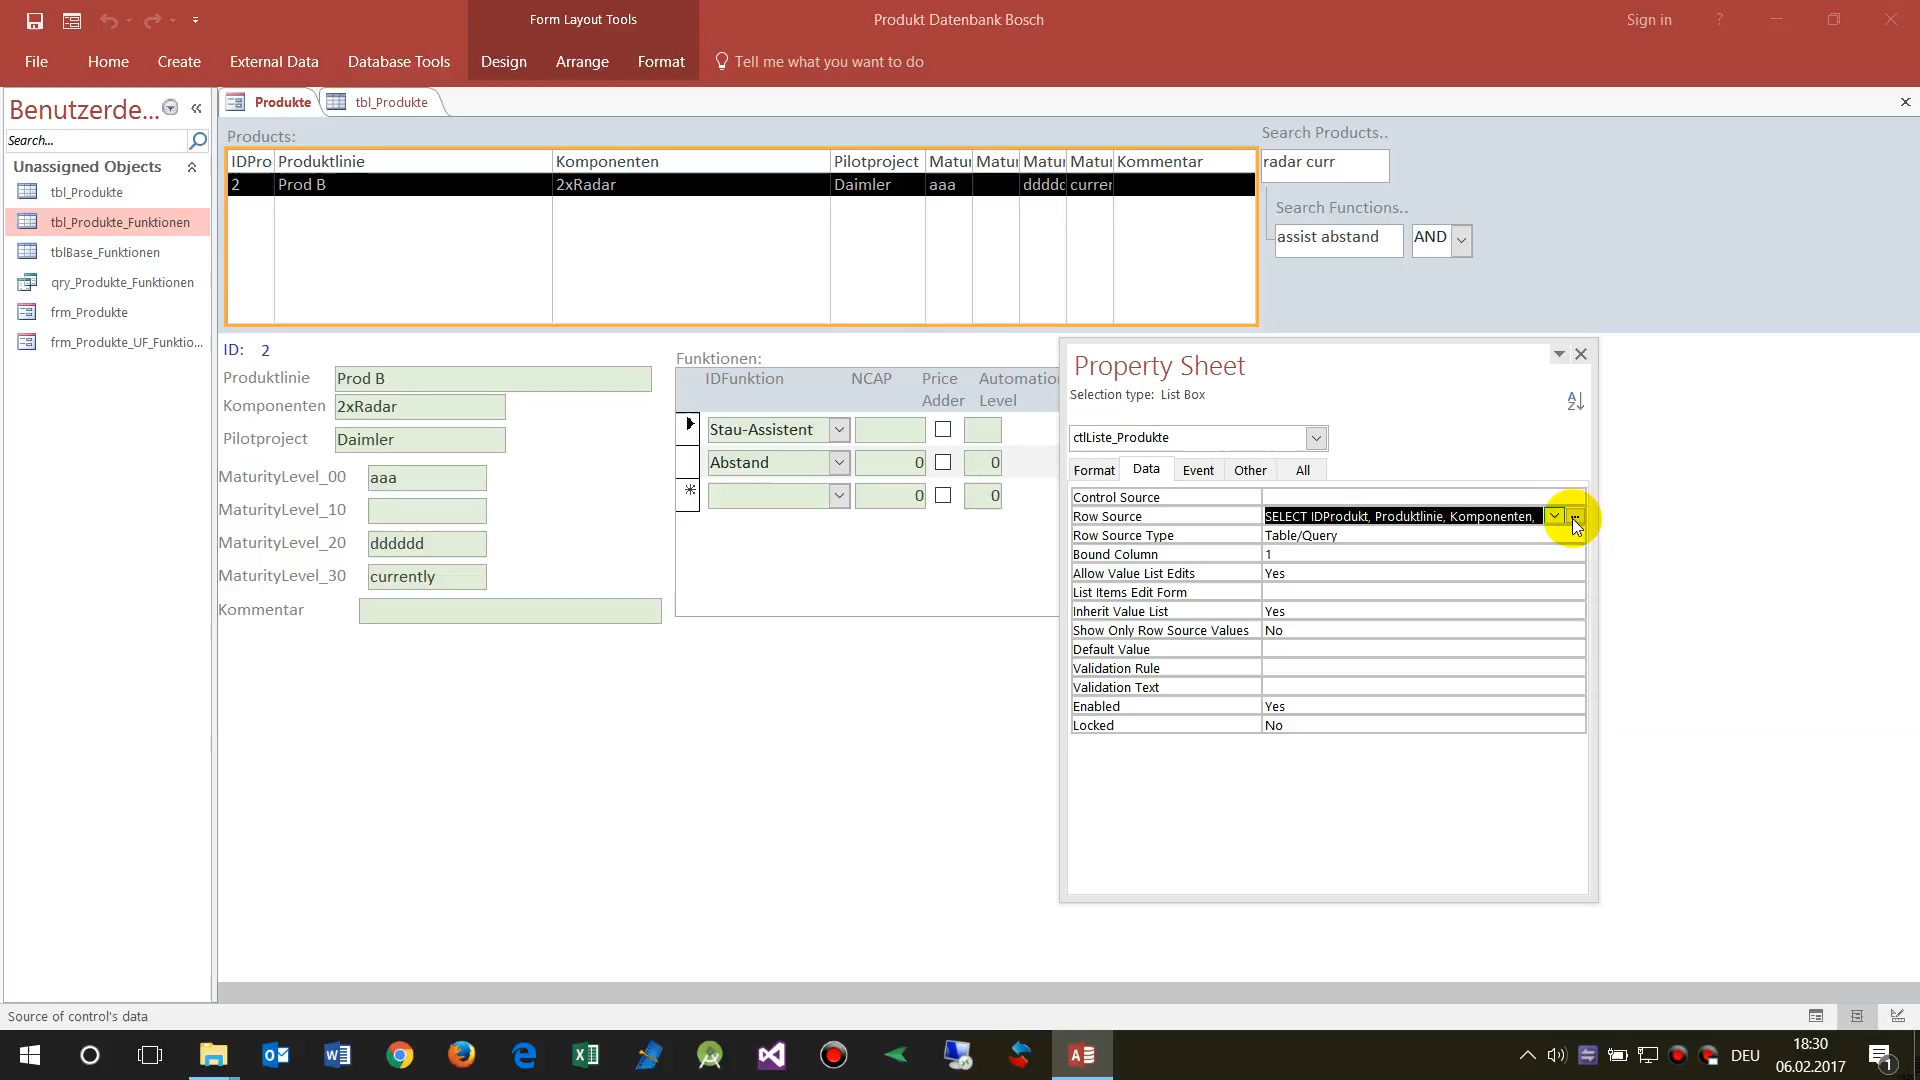 Form Layout Tools
Produkt Datenbank Bosch
Sign in
?
File
Home
Create
External Data
Database Tools
Design
Arrange
Format
Tell me what you want to do
Benutzerde...
Search...
Unassigned Objects
tbl_Produkte
tbl_Produkte_Funktionen
tblBase_Funktionen
qry_Produkte_Funktionen
frm_Produkte
frm_Produkte_UF_Funktio...
Produkte
tbl_Produkte
Products:
IDPro Produktlinie Komponenten Pilotproject Matur Matur Matur Matur Kommentar
2 Prod B 2xRadar Daimler aaa ddddd currer
Search Products..
radar curr
Search Functions..
assist abstand
AND
ID: 2
Produktlinie Prod B
Komponenten 2xRadar
Pilotproject Daimler
MaturityLevel_00 aaa
MaturityLevel_10
MaturityLevel_20 dddddd
MaturityLevel_30 currently
Kommentar
Funktionen:
IDFunktion NCAP Price Adder Automation Level
Stau-Assistent
Abstand 0 0
0 0
Property Sheet
Selection type: List Box
ctlListe_Produkte
Format Data Event Other All
Control Source
Row Source SELECT IDProdukt, Produktlinie, Komponenten,
Row Source Type Table/Query
Bound Column 1
Allow Value List Edits Yes
List Items Edit Form
Inherit Value List Yes
Show Only Row Source Values No
Default Value
Validation Rule
Validation Text
Enabled Yes
Locked No
Source of control's data
DEU
18:30
06.02.2017
1